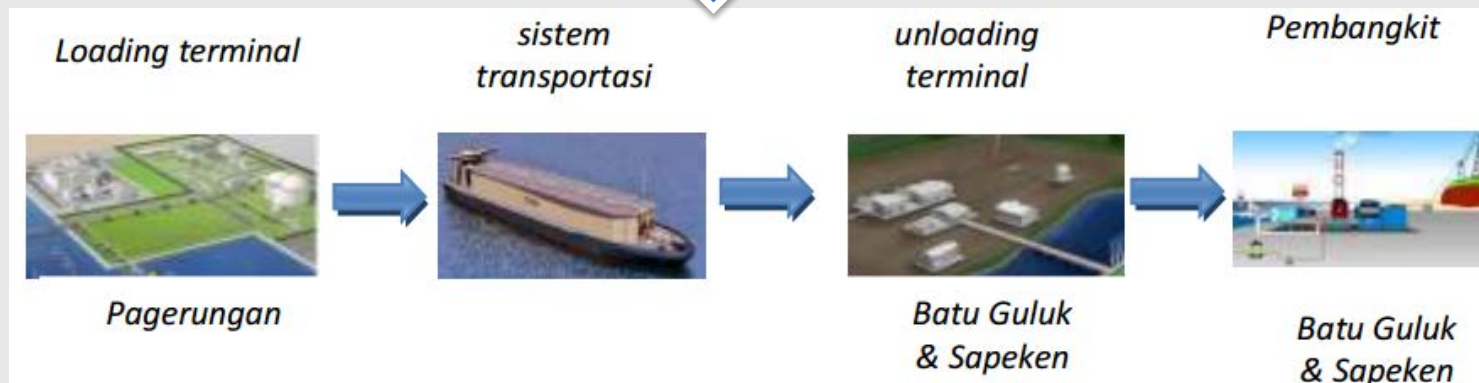 Loading terminal
sistem
transportasi
unloading
terminal
Pembangkit
Pagerungan
Batu Guluk
& Sapeken
Batu Guluk
& Sapeken